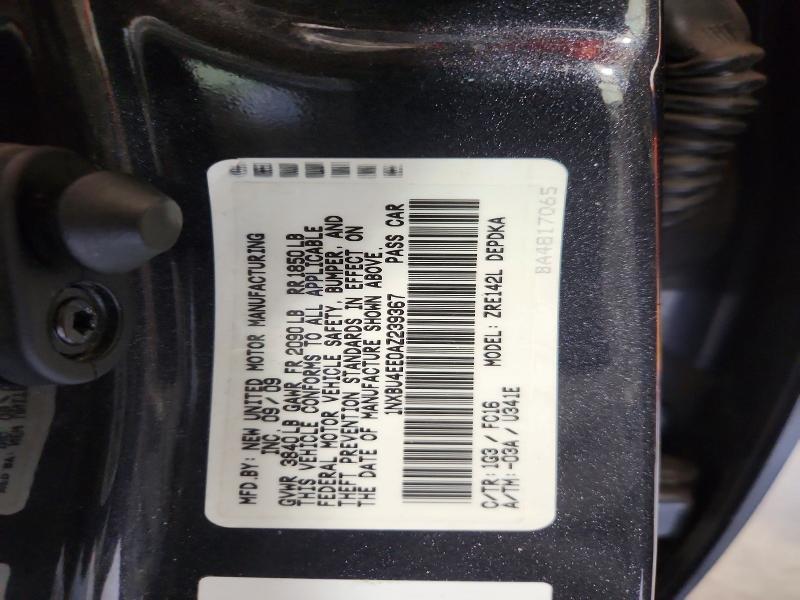 MFD.BY: NEW UNITED MOTOR MANUFACTURING
INC. 09/09
GVWR 3840LB GAWR FR 2090LB RR1850LB
THIS VEHICLE CONFORMS TO ALL APPLICABLE
FEDERAL MOTOR VEHICLE SAFETY, BUMPER, AND
THEFT PREVENTION STANDARDS IN EFFECT ON
THE DATE OF MANUFACTURE SHOWN ABOVE.
1NXBU4EE0AZ239367 PASS CAR
C/TR:1G3 / FC16 MODEL: ZRE142L DEPDKA
A/TM:-03A / U341E
BA4817065